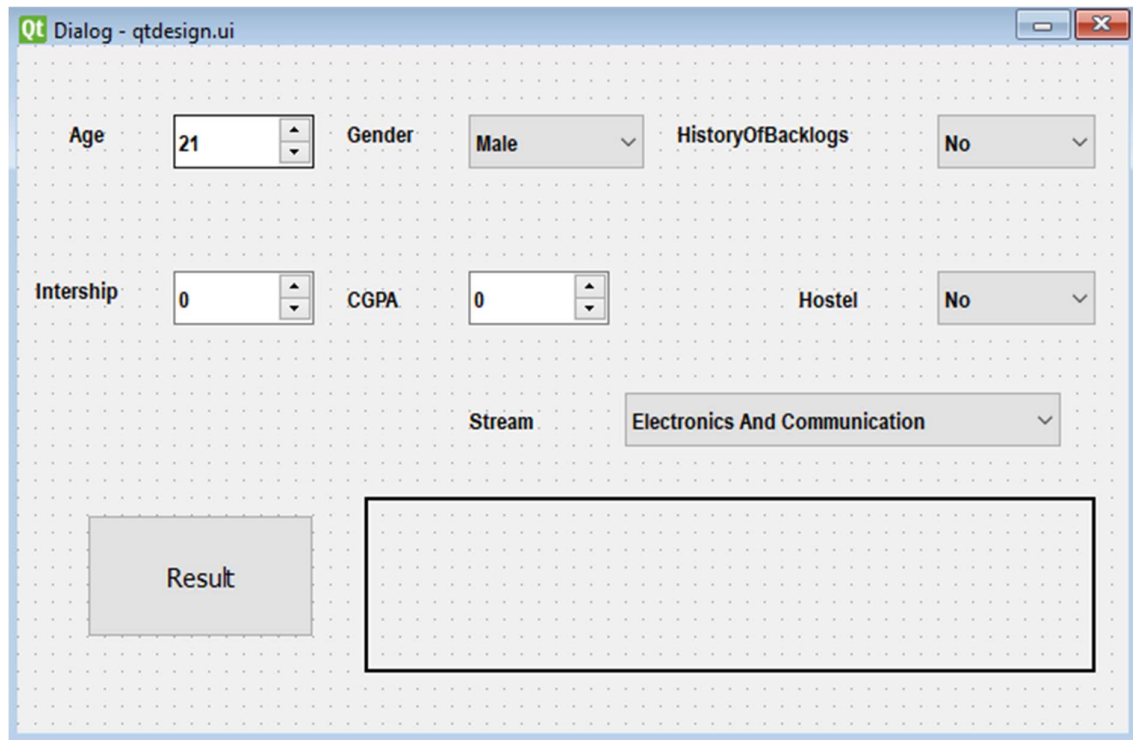 Qt Dialog - qtdesign.ui
Age 21 Gender Male HistoryOfBacklogs No
Intership 0 CGPA 0 Hostel No
Stream Electronics And Communication
Result